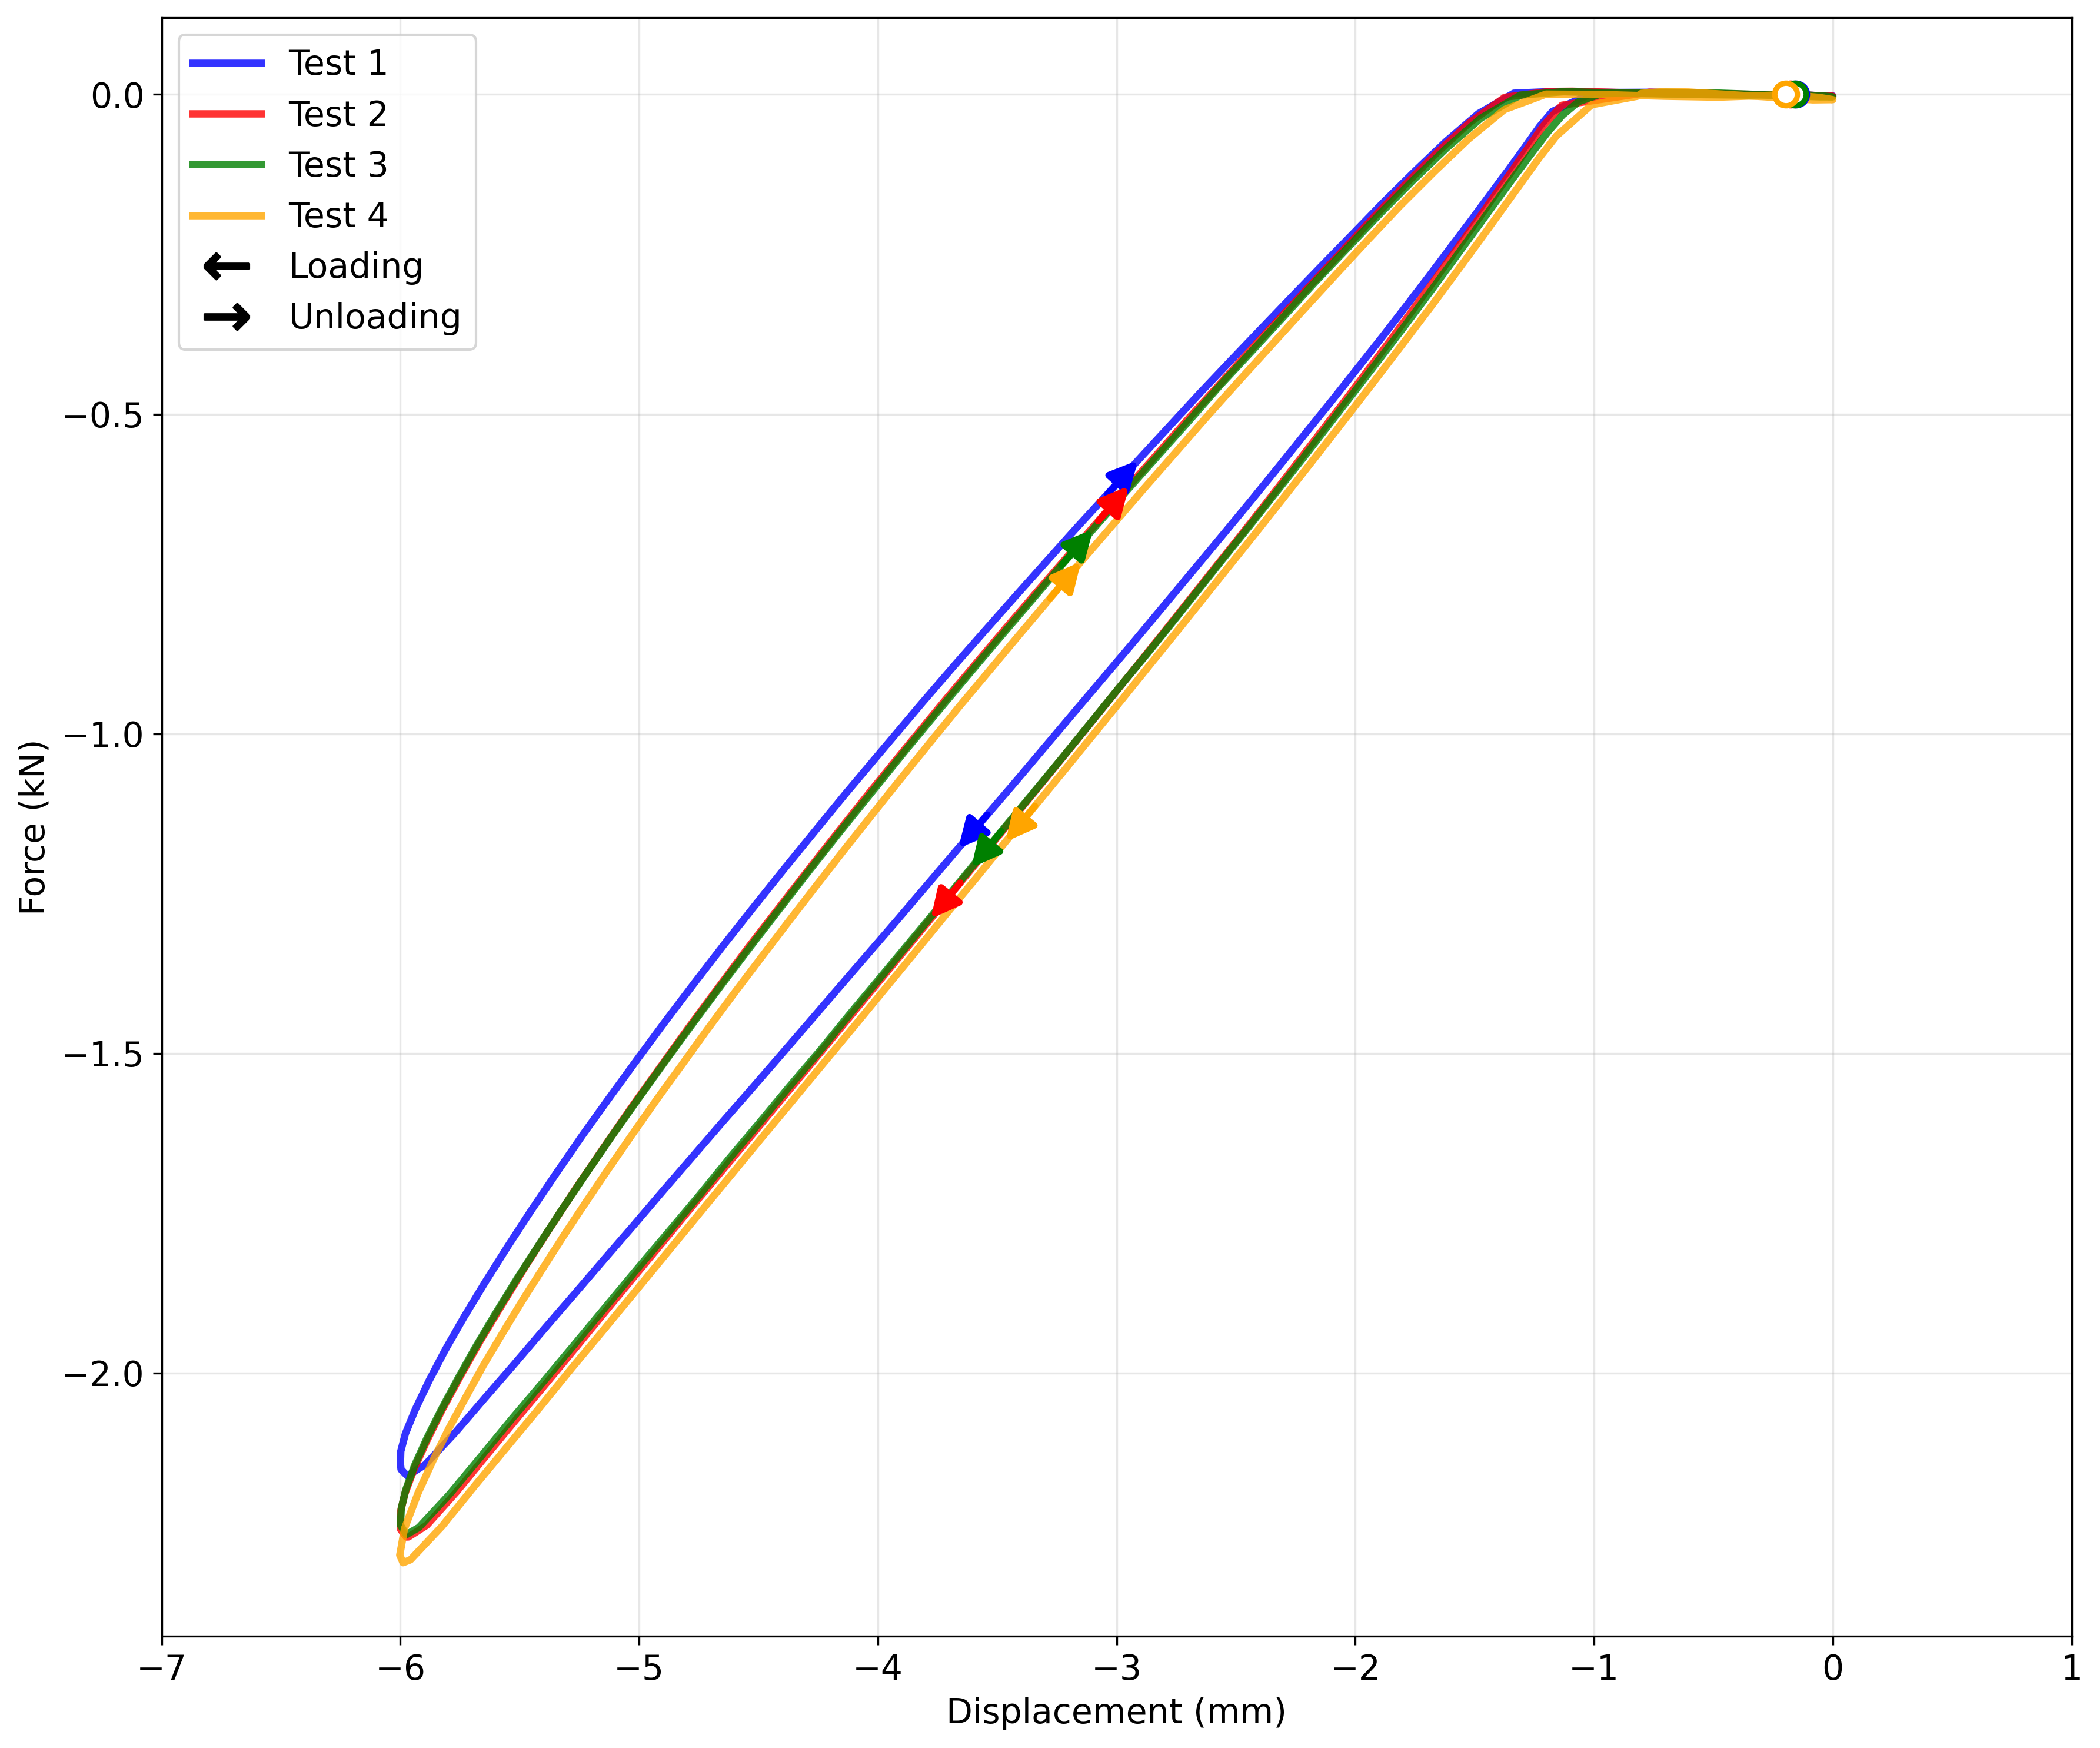 Test 1
Test 2
Test 3
Test 4
Loading
Unloading
0.0
−0.5
−1.0
−1.5
−2.0
Force (kN)
−7 −6 −5 −4 −3 −2 −1 0 1
Displacement (mm)